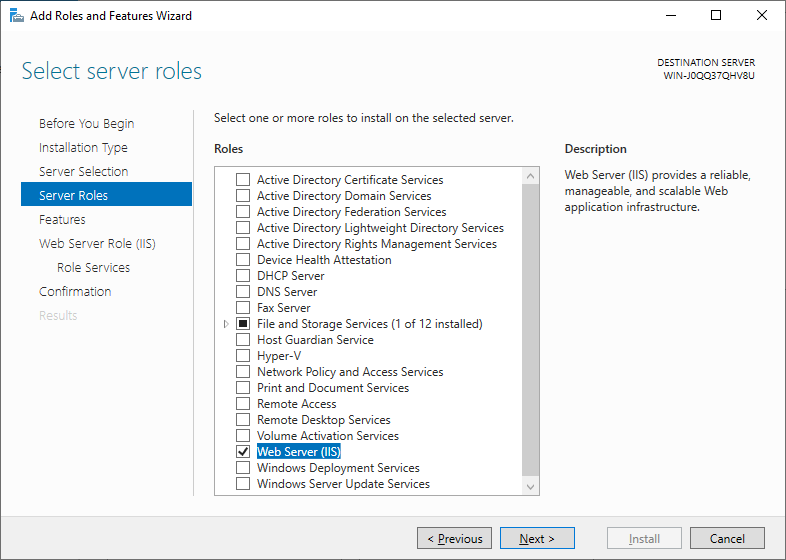 Add Roles and Features Wizard
Select server roles
DESTINATION SERVER
WIN-J0QQ37QHV8U
Before You Begin
Installation Type
Server Selection
Server Roles
Features
Web Server Role (IIS)
Role Services
Confirmation
Results
Select one or more roles to install on the selected server.
Roles
Active Directory Certificate Services
Active Directory Domain Services
Active Directory Federation Services
Active Directory Lightweight Directory Services
Active Directory Rights Management Services
Device Health Attestation
DHCP Server
DNS Server
Fax Server
File and Storage Services (1 of 12 installed)
Host Guardian Service
Hyper-V
Network Policy and Access Services
Print and Document Services
Remote Access
Remote Desktop Services
Volume Activation Services
Web Server (IIS)
Windows Deployment Services
Windows Server Update Services
Description
Web Server (IIS) provides a reliable,
manageable, and scalable Web
application infrastructure.
< Previous
Next >
Install
Cancel